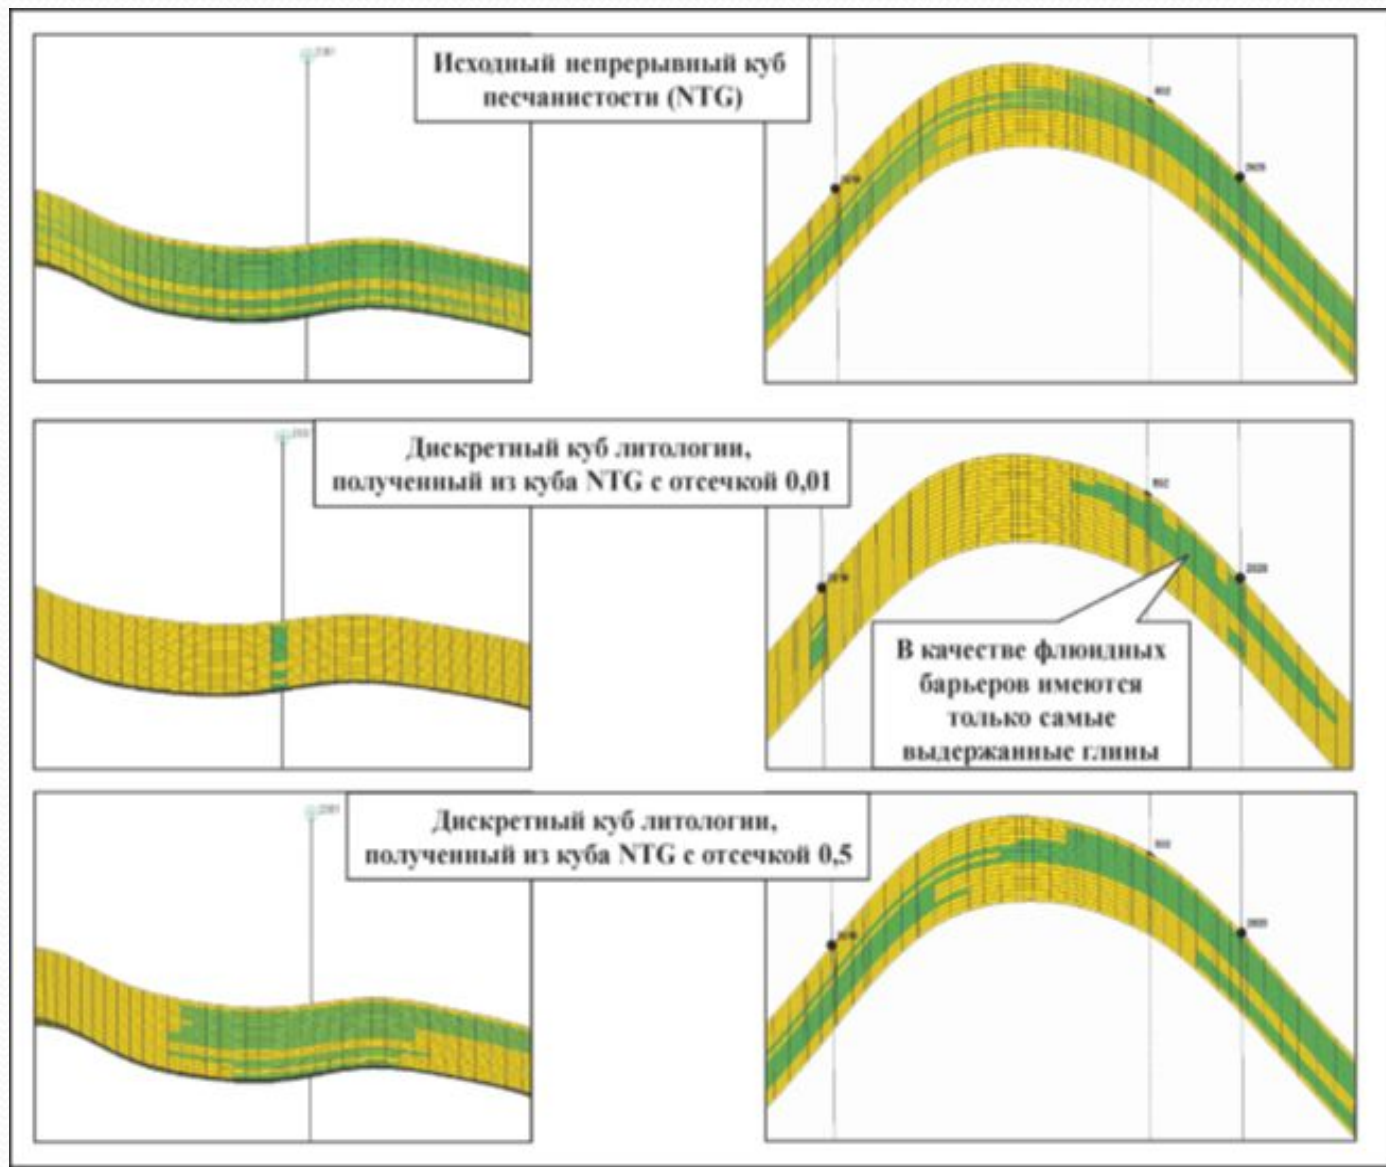 Исходный непрерывный куб
песчанистости (NTG)
Дискретный куб литологии,
полученный из куба NTG с отсечкой 0,01
В качестве флюидных
барьеров имеются
только самые
выдержанные глины
Дискретный куб литологии,
полученный из куба NTG с отсечкой 0,5